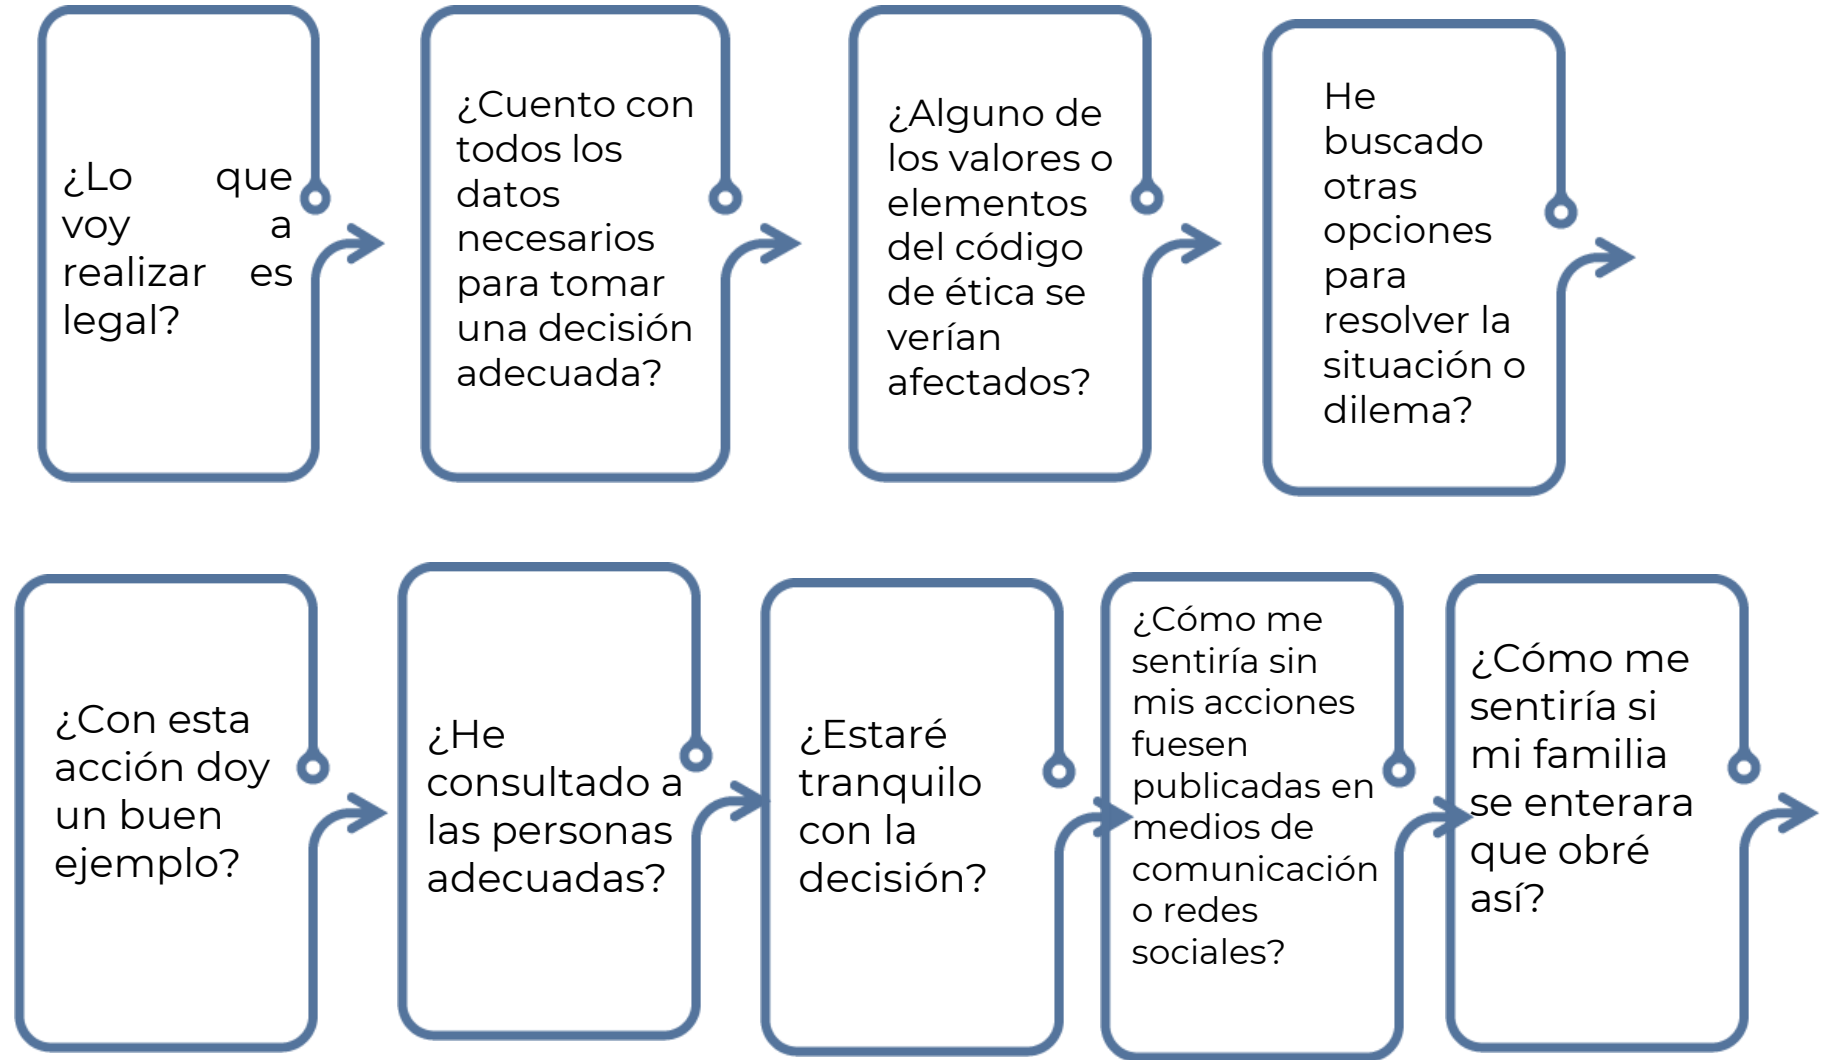 ¿Lo que
voy a
realizar es
legal?
¿Cuento con
todos los
datos
necesarios
para tomar
una decisión
adecuada?
¿Alguno de
los valores o
elementos
del código
de ética se
verían
afectados?
He
buscado
otras
opciones
para
resolver la
situación o
dilema?
¿Con esta
acción doy
un buen
ejemplo?
¿He
consultado a
las personas
adecuadas?
¿Estaré
tranquilo
con la
decisión?
¿Cómo me
sentiría sin
mis acciones
fuesen
publicadas en
medios de
comunicación
o redes
sociales?
¿Cómo me
sentiría si
mi familia
se enterara
que obré
así?